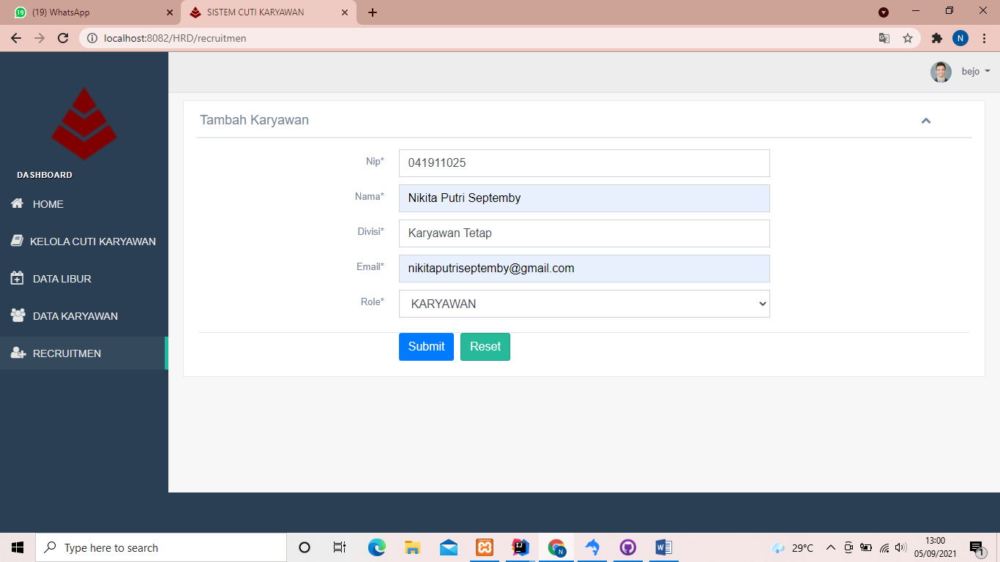 19 (19) WhatsApp
SISTEM CUTI KARYAWAN
localhost:8082/HRD/recruitmen
N
bejo
DASHBOARD
HOME
KELOLA CUTI KARYAWAN
DATA LIBUR
DATA KARYAWAN
RECRUITMEN
Tambah Karyawan
Nip* 041911025
Nama* Nikita Putri Septemby
Divisi* Karyawan Tetap
Email* nikitaputriseptemby@gmail.com
Role* KARYAWAN
Submit Reset
Type here to search
N
29°C
13:00
05/09/2021
1